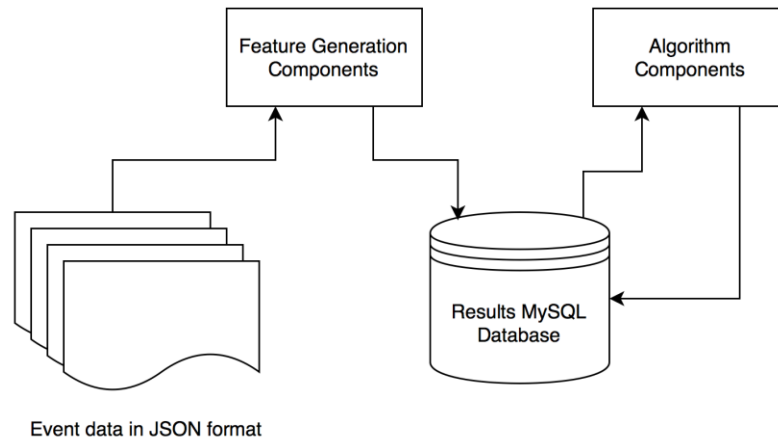 Feature Generation
Components
Algorithm
Components
Results MySQL
Database
Event data in JSON format